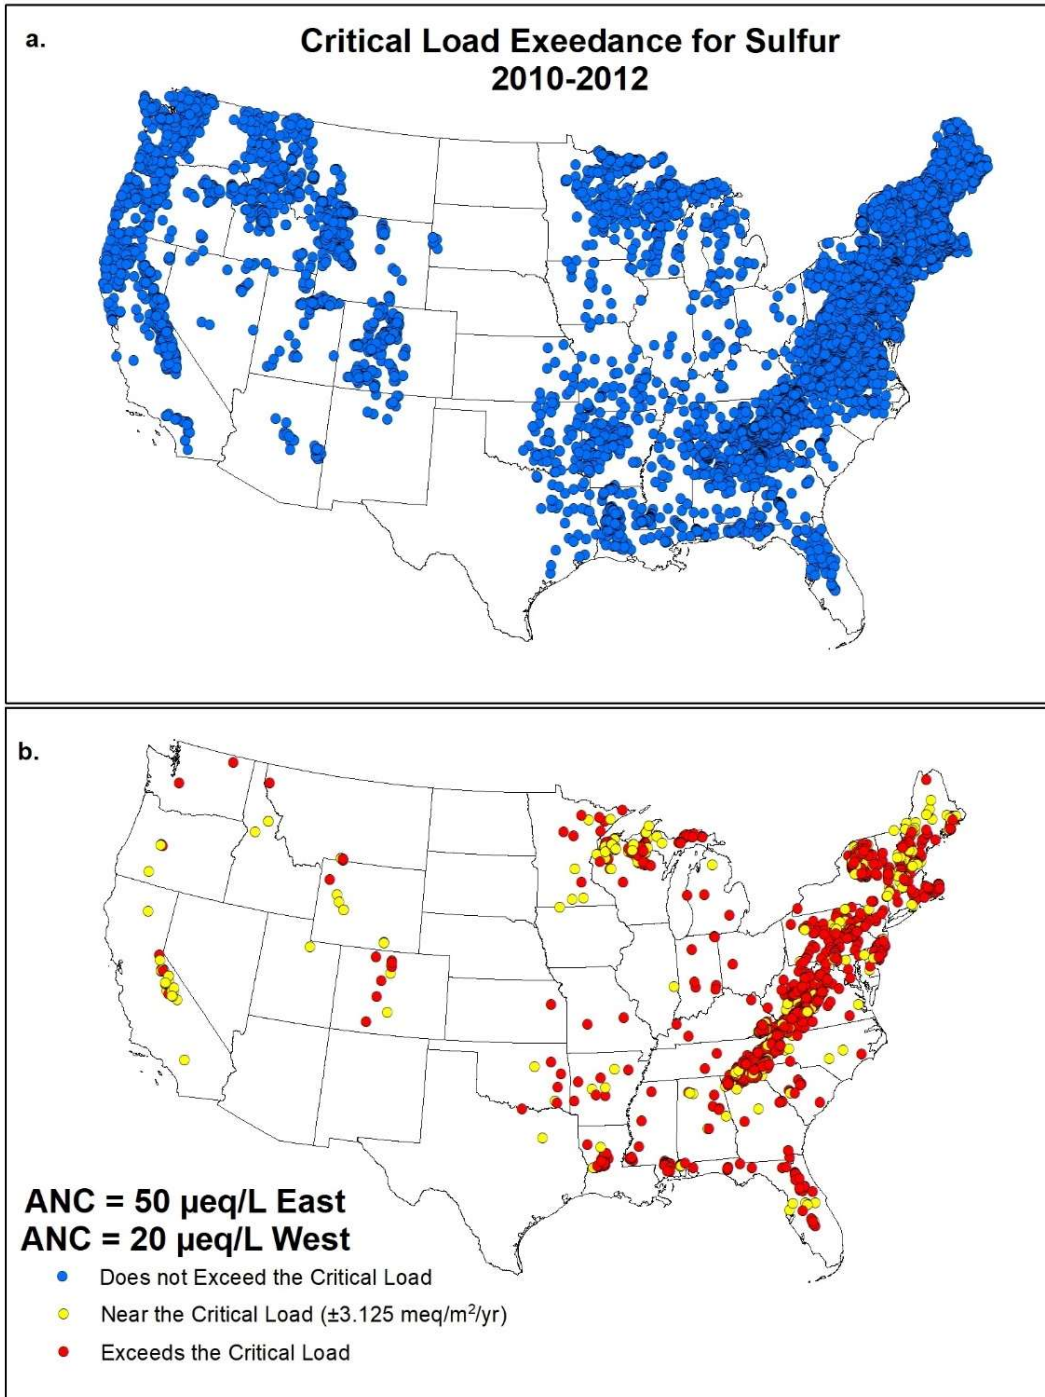 a.
Critical Load Exeedance for Sulfur
2010-2012
b.
ANC = 50 µeq/L East
ANC = 20 µeq/L West
Does not Exceed the Critical Load
Near the Critical Load (±3.125 meq/m²/yr)
Exceeds the Critical Load